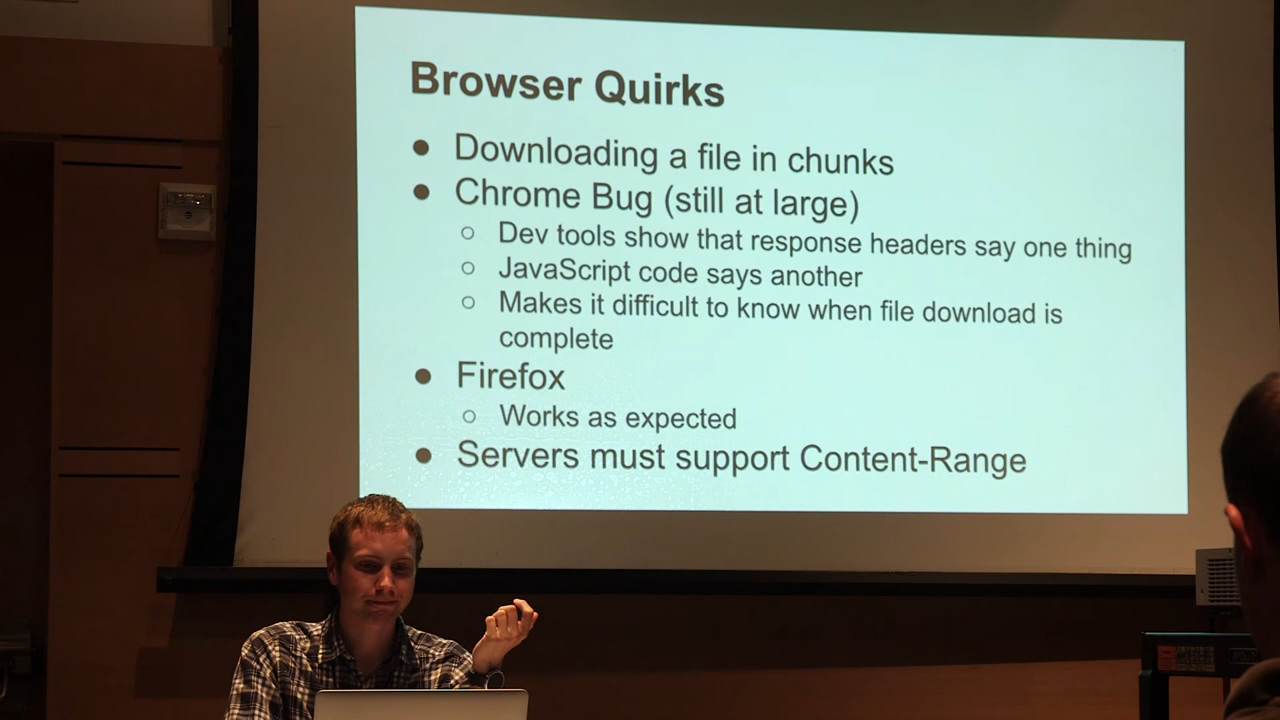 Browser Quirks
● Downloading a file in chunks
● Chrome Bug (still at large)
○ Dev tools show that response headers say one thing
○ JavaScript code says another
○ Makes it difficult to know when file download is
complete
● Firefox
○ Works as expected
● Servers must support Content-Range